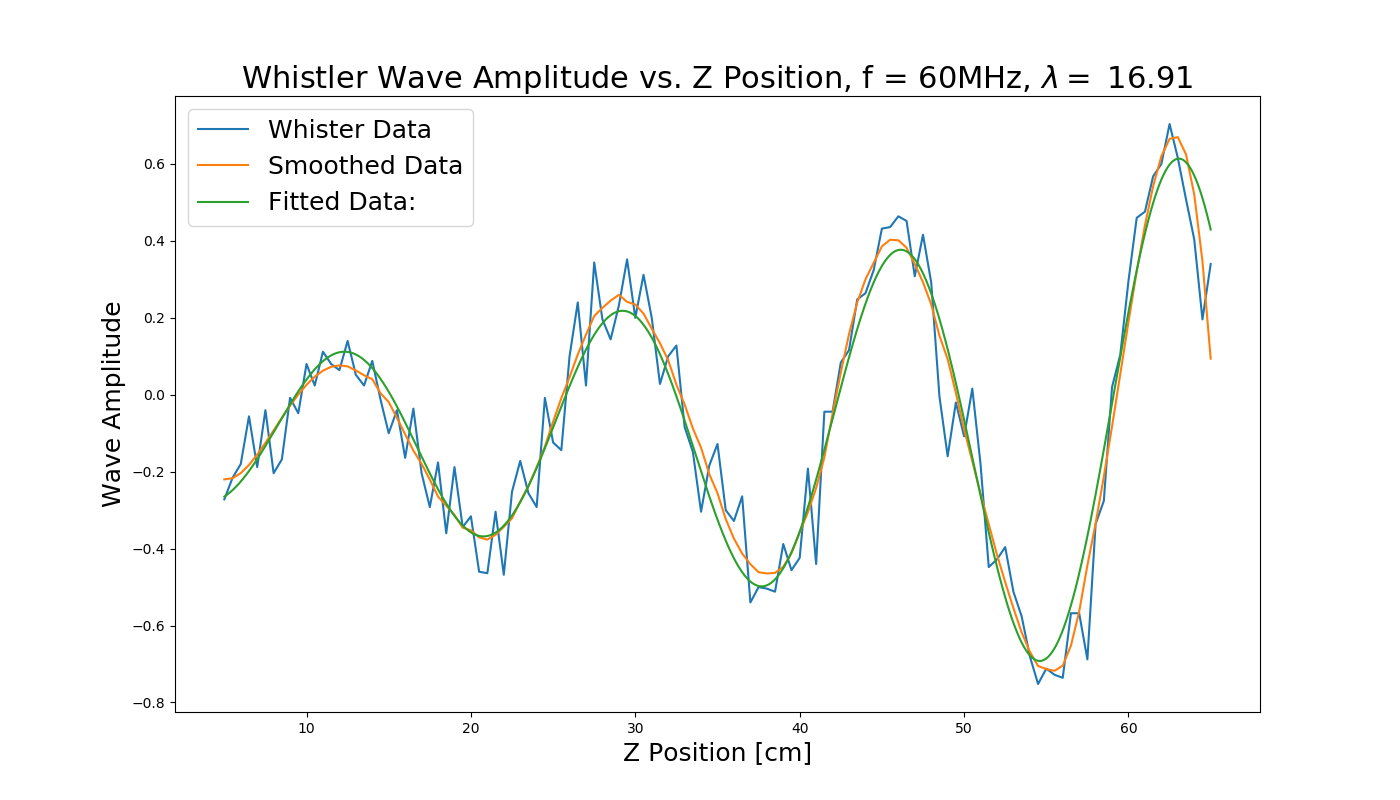 Whistler Wave Amplitude vs. Z Position, f = 60MHz, λ = 16.91
Whister Data
Smoothed Data
Fitted Data:
Wave Amplitude
0.6
0.4
0.2
0.0
−0.2
−0.4
−0.6
−0.8
10 20 30 40 50 60
Z Position [cm]